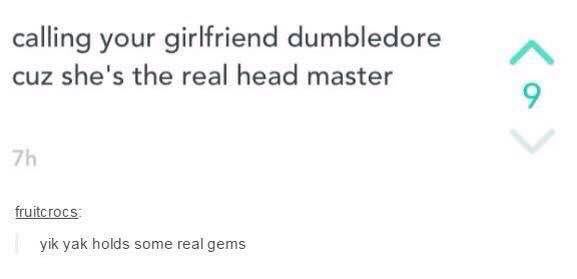 calling your girlfriend dumbledore
cuz she's the real head master
9
7h
fruitcrocs:
yik yak holds some real gems